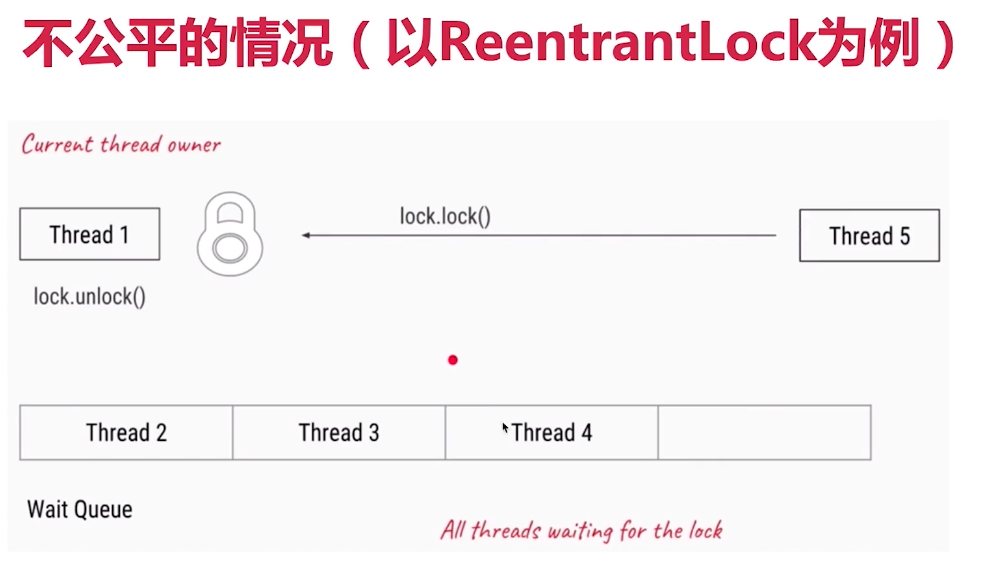 不公平的情况（以ReentrantLock为例）
Current thread owner
Thread 1
lock.lock()
Thread 5
lock.unlock()
Thread 2
Thread 3
Thread 4
Wait Queue
All threads waiting for the lock